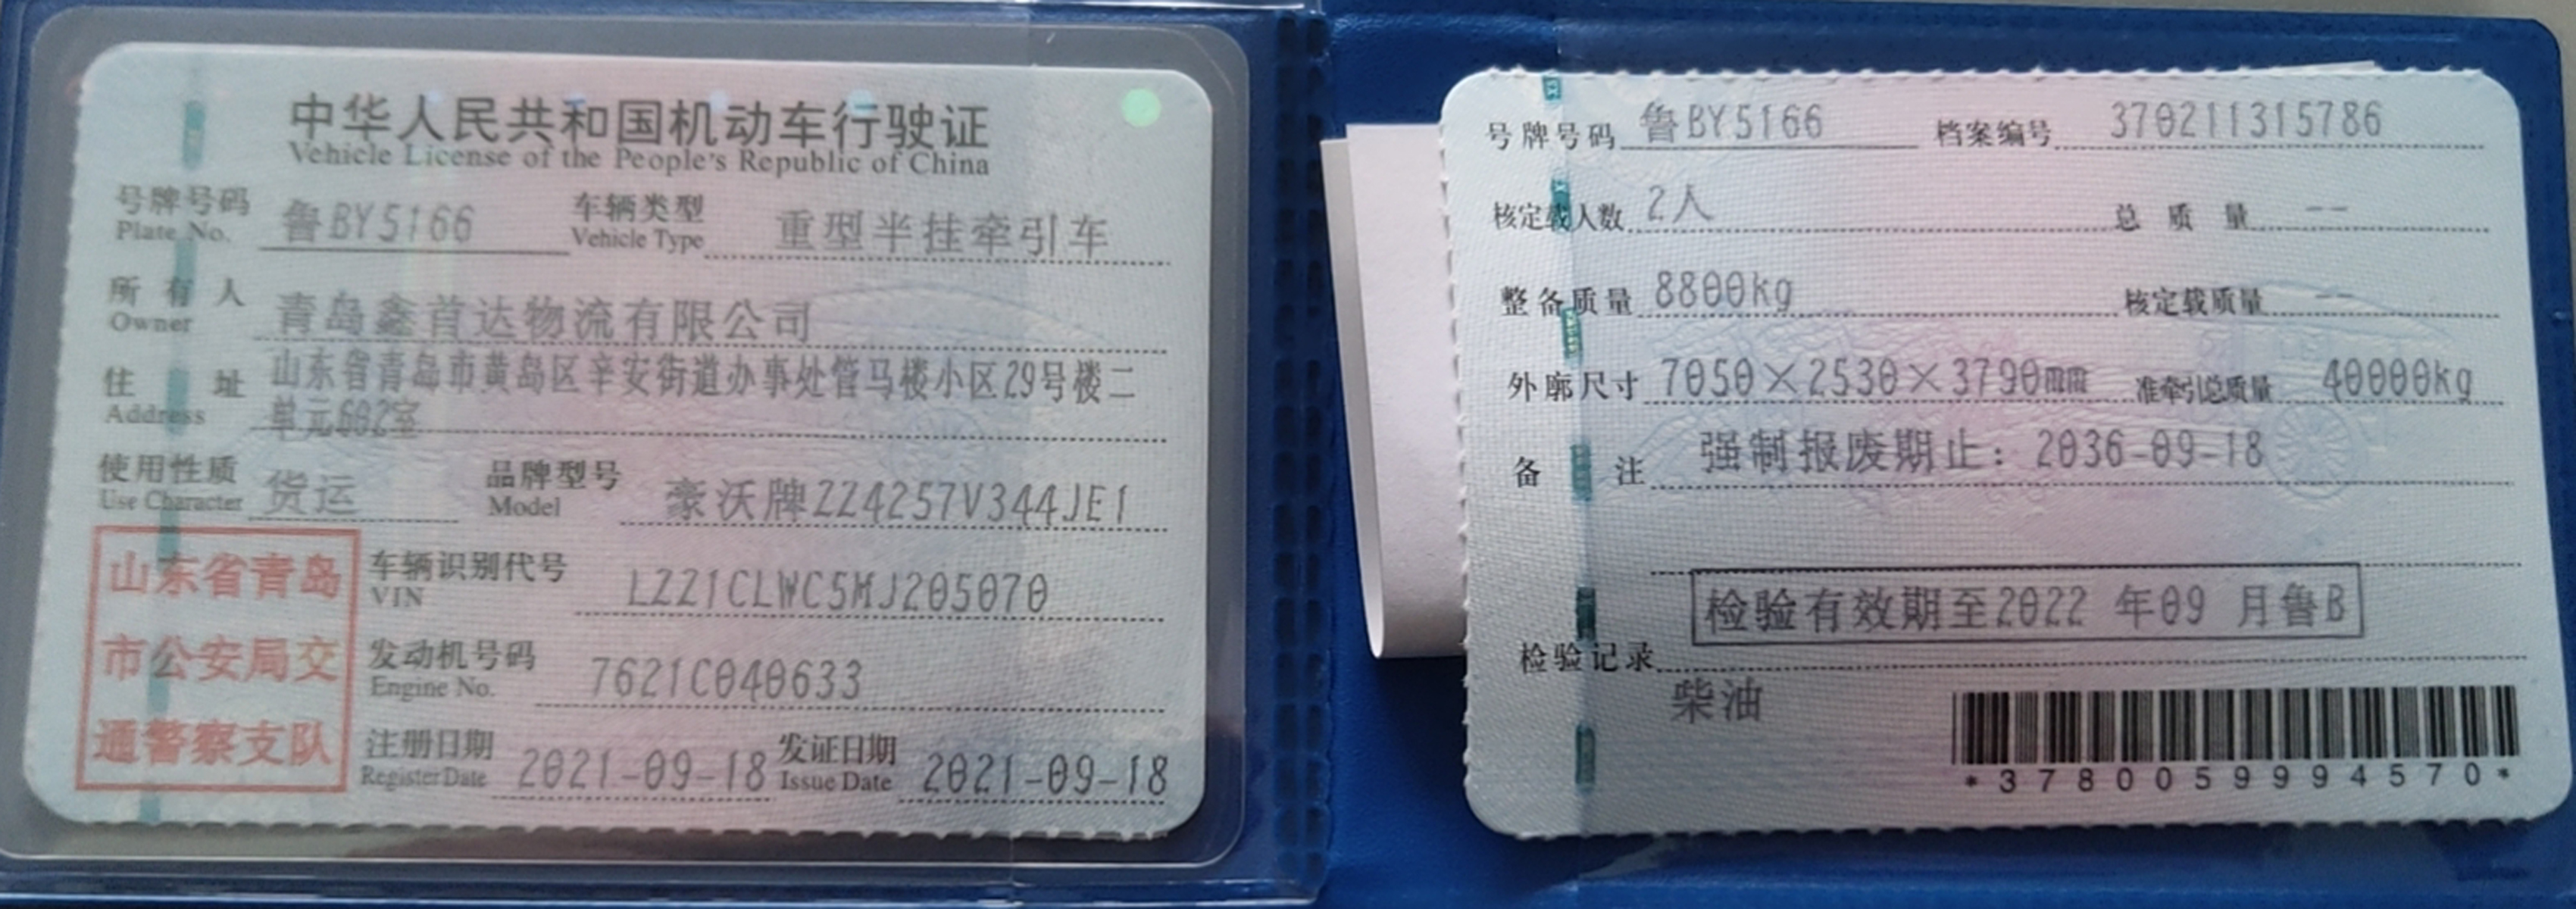 中华人民共和国机动车行驶证
Vehicle License of the People's Republic of China
号牌号码 鲁BY5166 车辆类型 重型半挂牵引车
Plate No. Vehicle Type
所有人 青岛鑫首达物流有限公司
Owner
住址 山东省青岛市黄岛区辛安街道办事处管马楼小区29号楼二
Address 单元602室
使用性质 货运 品牌型号 豪沃牌ZZ4257V344JE1
Use Character Model
山东省青岛
市公安局交
通警察支队
车辆识别代号 LZZ1CLWC5MJ205070
VIN
发动机号码 7621C040633
Engine No.
注册日期 2021-09-18 发证日期 2021-09-18
Register Date Issue Date
号牌号码 鲁BY5166 档案编号 370211315786
核定载人数 2人 总质量 --
整备质量 8800kg 核定载质量 --
外廓尺寸 7050×2530×3790mm 准牵引总质量 40000kg
备注 强制报废期止：2036-09-18
检验有效期至2022 年09 月鲁B
检验记录
柴油
*3780059994570*